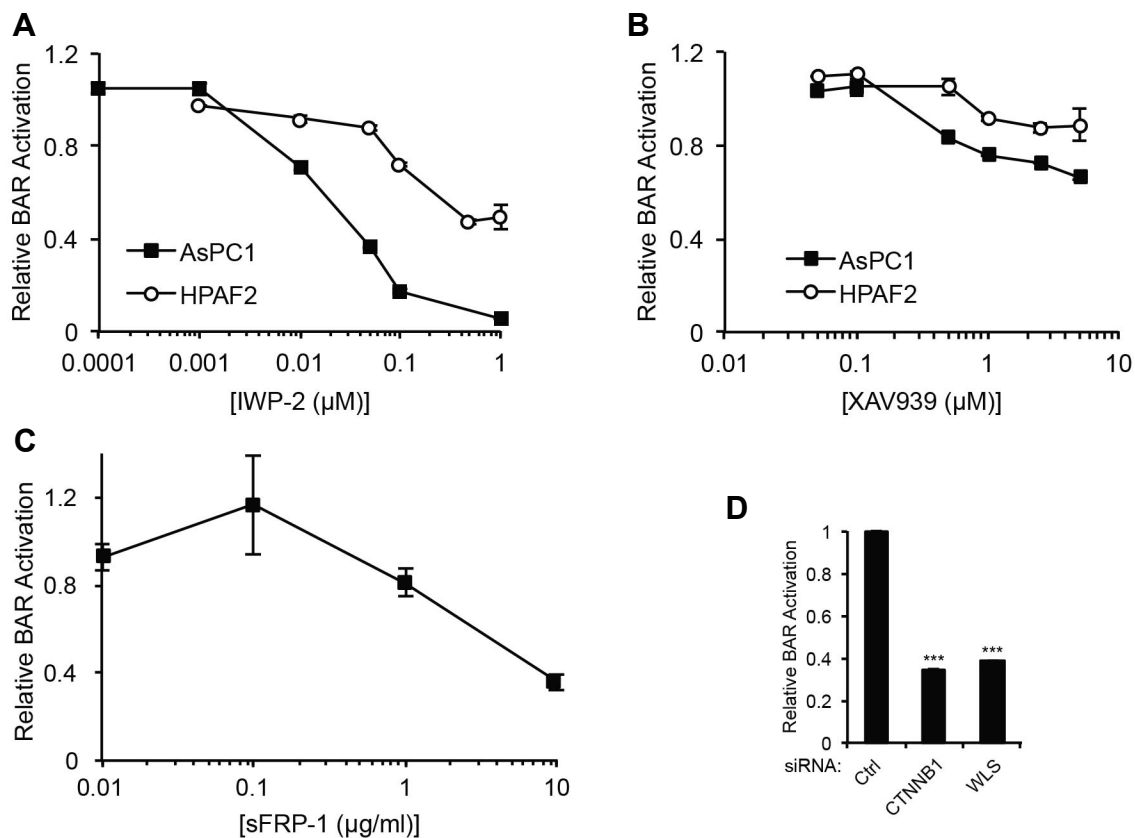 A
Relative BAR Activation
1.2
0.8
0.4
0
AsPC1
HPAF2
0.0001 0.001 0.01 0.1 1
[IWP-2 (µM)]
B
Relative BAR Activation
1.2
0.8
0.4
0
AsPC1
HPAF2
0.01 0.1 1 10
[XAV939 (µM)]
C
Relative BAR Activation
1.2
0.8
0.4
0
0.01 0.1 1 10
[sFRP-1 (µg/ml)]
D
Relative BAR Activation
1
0.8
0.6
0.4
0.2
0
*** ***
siRNA: Ctrl CTNNB1 WLS